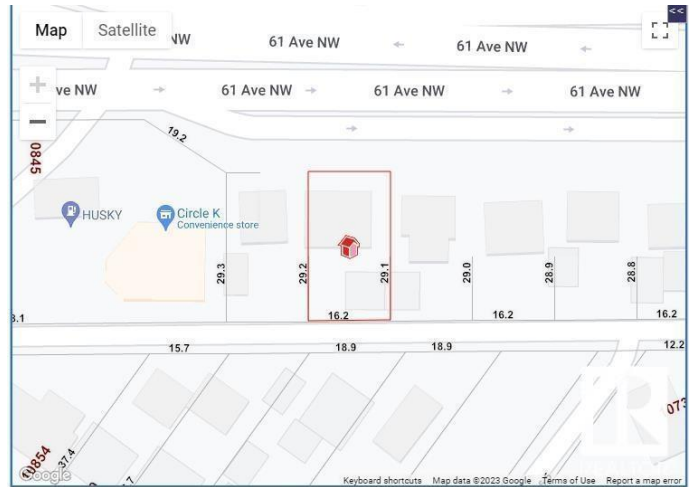 <<
Map Satellite
NW
61 Ave NW
61 Ave NW
ve NW
61 Ave NW
61 Ave NW
61 Ave NW
+
−
19.2
0845
HUSKY
Circle K
Convenience store
29.3
29.2
29.1
29.0
28.9
28.8
3.1
16.2
16.2
16.2
15.7
18.9
18.9
12.2
073
10854
37.4
Google
Keyboard shortcuts
Map data ©2023 Google
Terms of Use
Report a map error